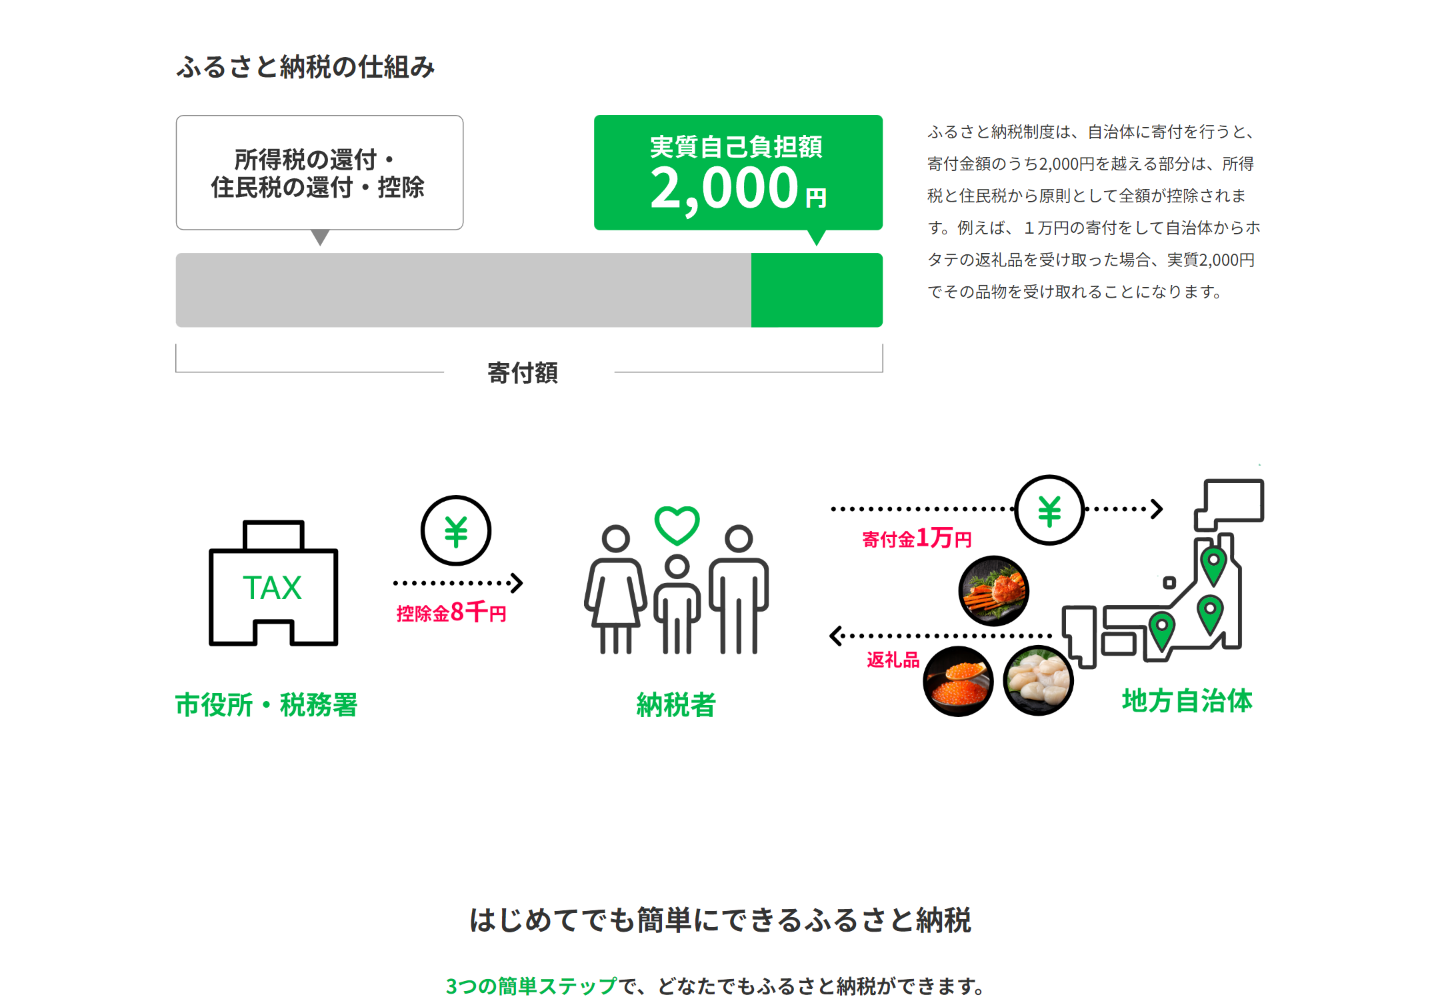 ふるさと納税の仕組み
所得税の還付・
住民税の還付・控除
実質自己負担額
2,000円
寄付額
ふるさと納税制度は、自治体に寄付を行うと、
寄付金額のうち2,000円を越える部分は、所得
税と住民税から原則として全額が控除されま
す。例えば、１万円の寄付をして自治体からホ
タテの返礼品を受け取った場合、実質2,000円
でその品物を受け取れることになります。
TAX
¥
控除金8千円
市役所・税務署
納税者
¥
寄付金1万円
返礼品
地方自治体
はじめてでも簡単にできるふるさと納税
3つの簡単ステップで、どなたでもふるさと納税ができます。